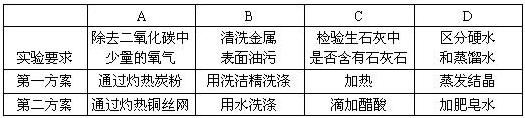 A B C D
实验要求 除去二氧化碳中少量的氧气 清洗金属表面油污 检验生石灰中是否含有石灰石 区分硬水和蒸馏水
第一方案 通过灼热炭粉 用洗洁精洗涤 加热 蒸发结晶
第二方案 通过灼热铜丝网 用水洗涤 滴加醋酸 加肥皂水